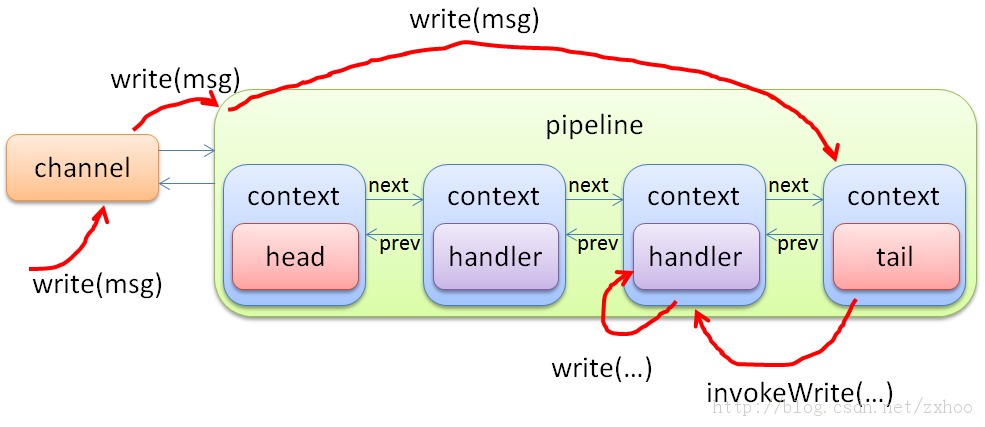 write(msg)
write(msg)
pipeline
channel
context
next
context
next
context
next
context
head
prev
handler
prev
handler
prev
tail
write(msg)
write(...)
invokeWrite(...)
http://blog.csdn.net/zxhoo